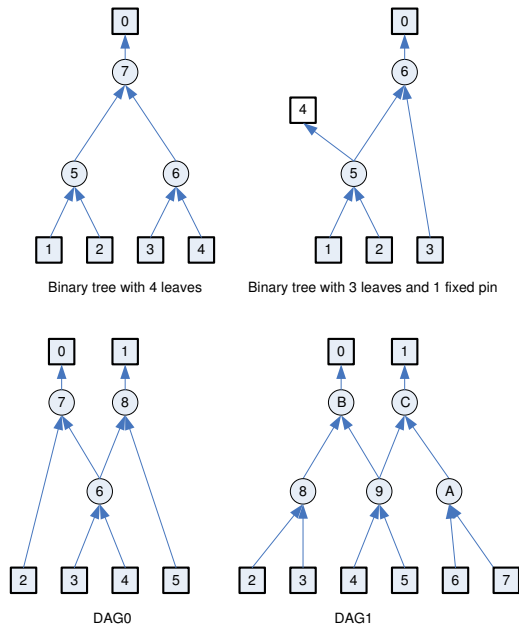 0 0
7 6
4
5 6 5
1 2 3 4 1 2 3
Binary tree with 4 leaves Binary tree with 3 leaves and 1 fixed pin
0 1 0 1
7 8 B C
6 8 9 A
2 3 4 5 2 3 4 5 6 7
DAG0 DAG1